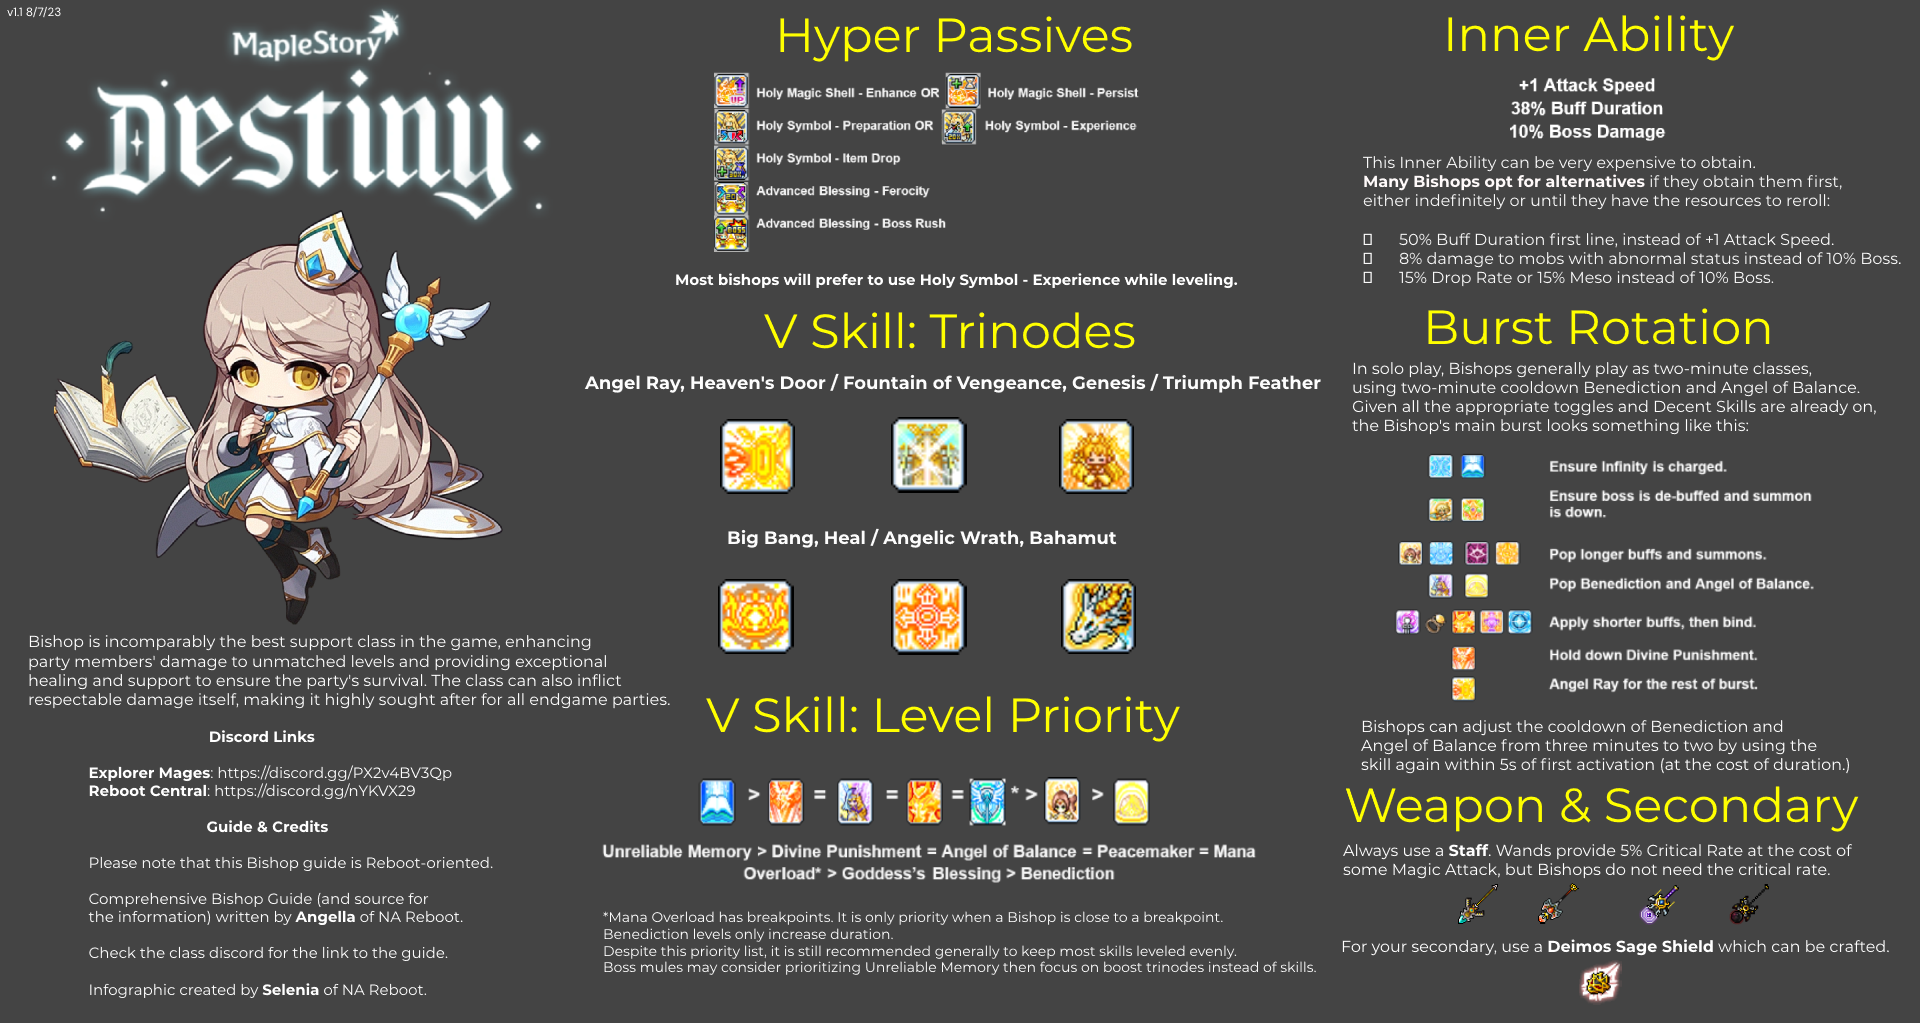 v1.1 8/7/23
MapleStory
Destiny
Bishop is incomparably the best support class in the game, enhancing
party members' damage to unmatched levels and providing exceptional
healing and support to ensure the party's survival. The class can also inflict
respectable damage itself, making it highly sought after for all endgame parties.
Discord Links
Explorer Mages: https://discord.gg/PX2v4BV3Qp
Reboot Central: https://discord.gg/nYKVX29
Guide & Credits
Please note that this Bishop guide is Reboot-oriented.
Comprehensive Bishop Guide (and source for
the information) written by Angella of NA Reboot.
Check the class discord for the link to the guide.
Infographic created by Selenia of NA Reboot.
Hyper Passives
Holy Magic Shell - Enhance OR Holy Magic Shell - Persist
Holy Symbol - Preparation OR Holy Symbol - Experience
Holy Symbol - Item Drop
Advanced Blessing - Ferocity
Advanced Blessing - Boss Rush
Most bishops will prefer to use Holy Symbol - Experience while leveling.
V Skill: Trinodes
Angel Ray, Heaven's Door / Fountain of Vengeance, Genesis / Triumph Feather
Big Bang, Heal / Angelic Wrath, Bahamut
V Skill: Level Priority
> = = = * > >
Unreliable Memory > Divine Punishment = Angel of Balance = Peacemaker = Mana
Overload* > Goddess's Blessing > Benediction
*Mana Overload has breakpoints. It is only priority when a Bishop is close to a breakpoint.
Benediction levels only increase duration.
Despite this priority list, it is still recommended generally to keep most skills leveled evenly.
Boss mules may consider prioritizing Unreliable Memory then focus on boost trinodes instead of skills.
Inner Ability
+1 Attack Speed
38% Buff Duration
10% Boss Damage
This Inner Ability can be very expensive to obtain.
Many Bishops opt for alternatives if they obtain them first,
either indefinitely or until they have the resources to reroll:
50% Buff Duration first line, instead of +1 Attack Speed.
8% damage to mobs with abnormal status instead of 10% Boss.
15% Drop Rate or 15% Meso instead of 10% Boss.
Burst Rotation
In solo play, Bishops generally play as two-minute classes,
using two-minute cooldown Benediction and Angel of Balance.
Given all the appropriate toggles and Decent Skills are already on,
the Bishop's main burst looks something like this:
Ensure Infinity is charged.
Ensure boss is de-buffed and summon
is down.
Pop longer buffs and summons.
Pop Benediction and Angel of Balance.
Apply shorter buffs, then bind.
Hold down Divine Punishment.
Angel Ray for the rest of burst.
Bishops can adjust the cooldown of Benediction and
Angel of Balance from three minutes to two by using the
skill again within 5s of first activation (at the cost of duration.)
Weapon & Secondary
Always use a Staff. Wands provide 5% Critical Rate at the cost of
some Magic Attack, but Bishops do not need the critical rate.
For your secondary, use a Deimos Sage Shield which can be crafted.